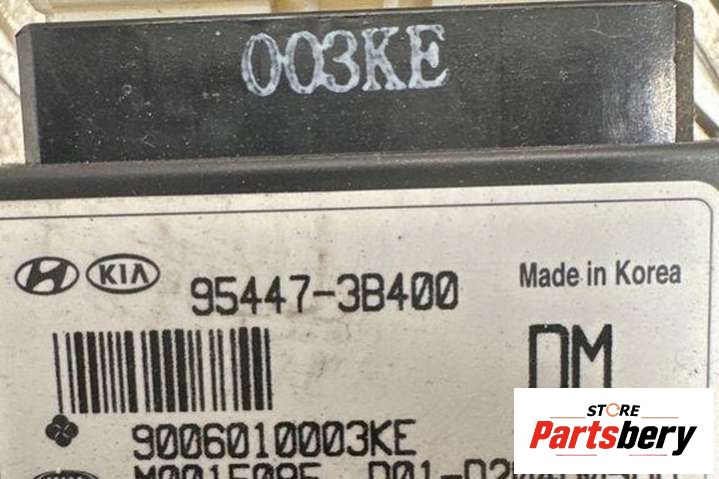 003KE
KIA 95447-3B400 Made in Korea
DM
9006010003KE
STORE
Partsbery